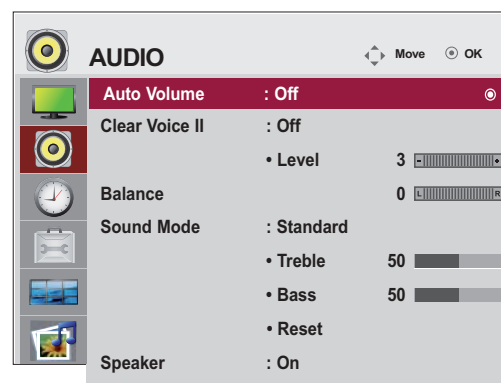 AUDIO Move OK
Auto Volume : Off
Clear Voice II : Off
• Level 3 - +
Balance 0 L R
Sound Mode : Standard
• Treble 50
• Bass 50
• Reset
Speaker : On